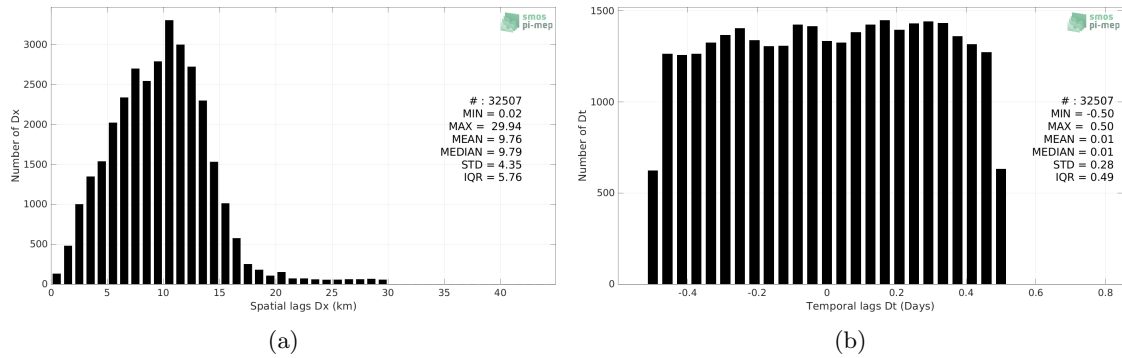 smos
pi-mep
3000
2500
2000
1500
1000
500
0
Number of Dx
# : 32507
MIN = 0.02
MAX = 29.94
MEAN = 9.76
MEDIAN = 9.79
STD = 4.35
IQR = 5.76
0 5 10 15 20 25 30 35 40
Spatial lags Dx (km)
(a)
smos
pi-mep
1500
1000
500
0
Number of Dt
# : 32507
MIN = -0.50
MAX = 0.50
MEAN = 0.01
MEDIAN = 0.01
STD = 0.28
IQR = 0.49
-0.4 -0.2 0 0.2 0.4 0.6 0.8
Temporal lags Dt (Days)
(b)